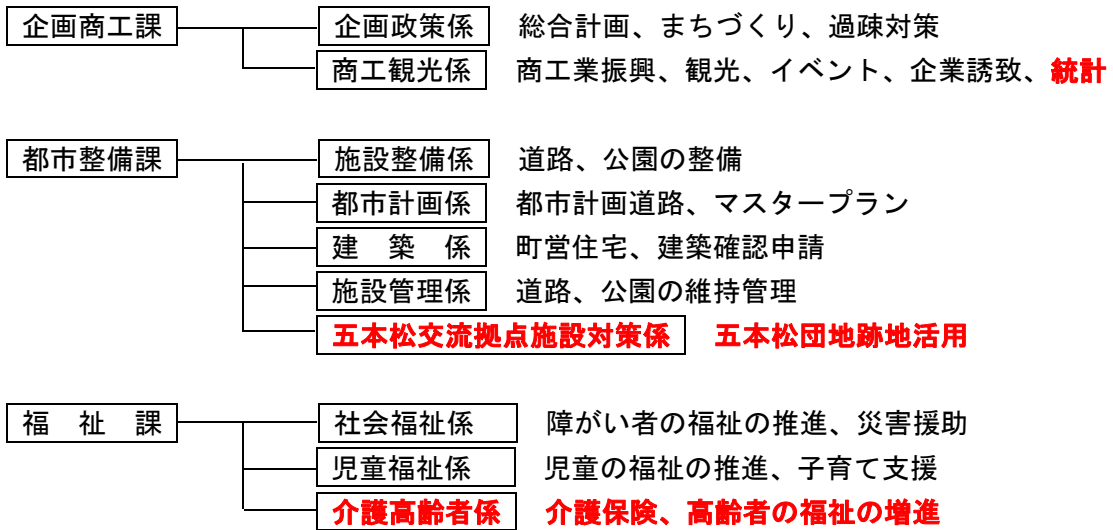 企画商工課 企画政策係 総合計画、まちづくり、過疎対策
商工観光係 商工業振興、観光、イベント、企業誘致、統計
都市整備課 施設整備係 道路、公園の整備
都市計画係 都市計画道路、マスタープラン
建　築　係 町営住宅、建築確認申請
施設管理係 道路、公園の維持管理
五本松交流拠点施設対策係 五本松団地跡地活用
福　祉　課 社会福祉係 障がい者の福祉の推進、災害援助
児童福祉係 児童の福祉の推進、子育て支援
介護高齢者係 介護保険、高齢者の福祉の増進